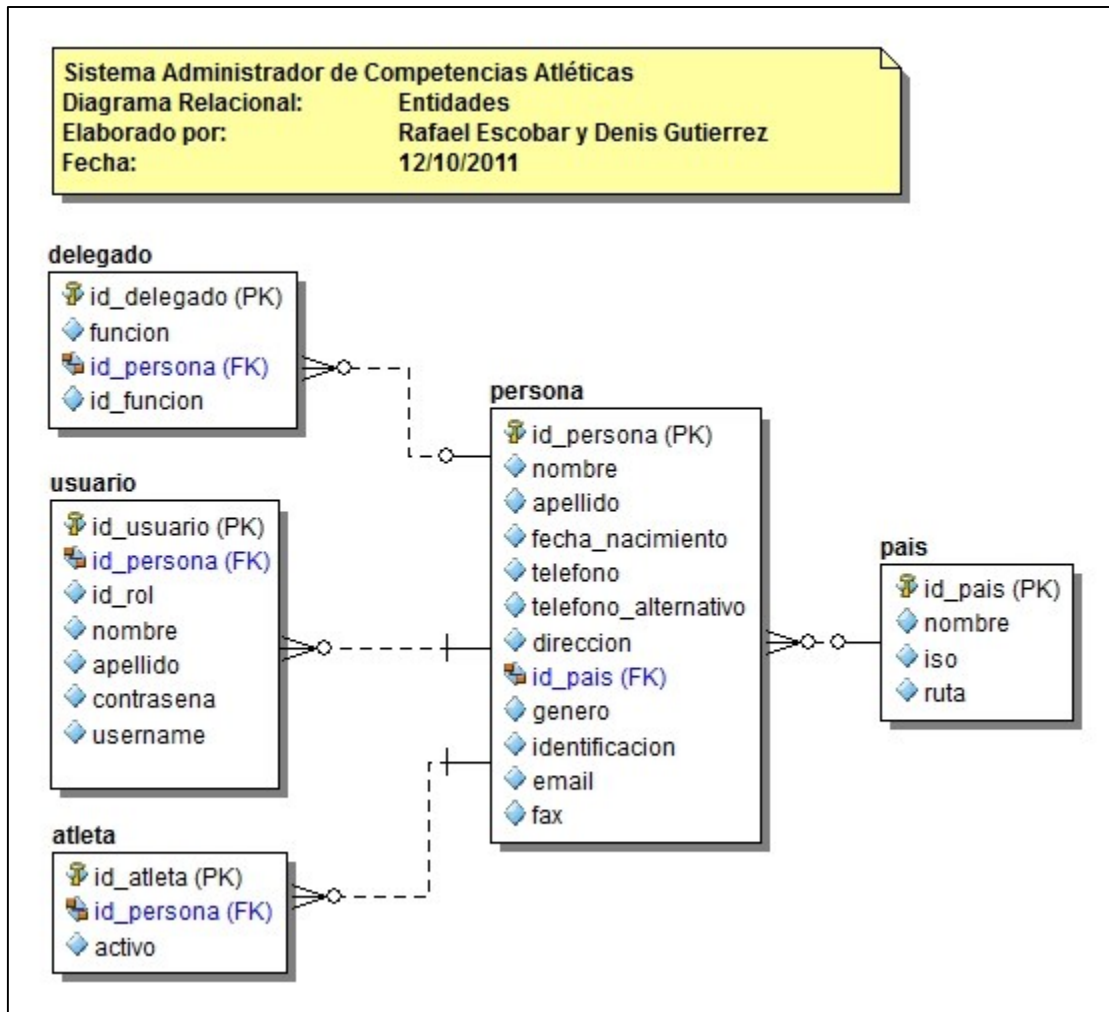 Sistema Administrador de Competencias Atléticas
Diagrama Relacional: Entidades
Elaborado por: Rafael Escobar y Denis Gutierrez
Fecha: 12/10/2011
delegado
id_delegado (PK)
funcion
id_persona (FK)
id_funcion
usuario
id_usuario (PK)
id_persona (FK)
id_rol
nombre
apellido
contrasena
username
atleta
id_atleta (PK)
id_persona (FK)
activo
persona
id_persona (PK)
nombre
apellido
fecha_nacimiento
telefono
telefono_alternativo
direccion
id_pais (FK)
genero
identificacion
email
fax
pais
id_pais (PK)
nombre
iso
ruta